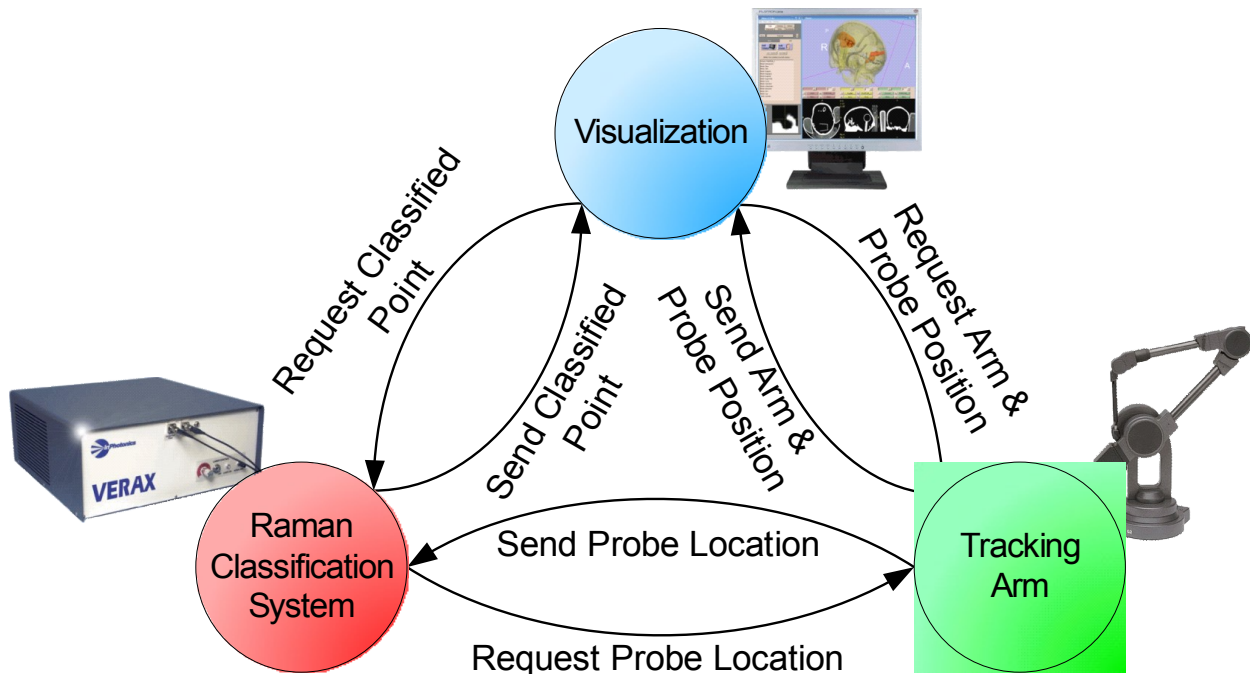 Visualization
Request Classified
Point
Send Classified
Point
Request Arm &
Probe Position
Send Arm &
Probe Position
Photonics
VERAX
Raman
Classification
System
Send Probe Location
Request Probe Location
Tracking
Arm
R
A